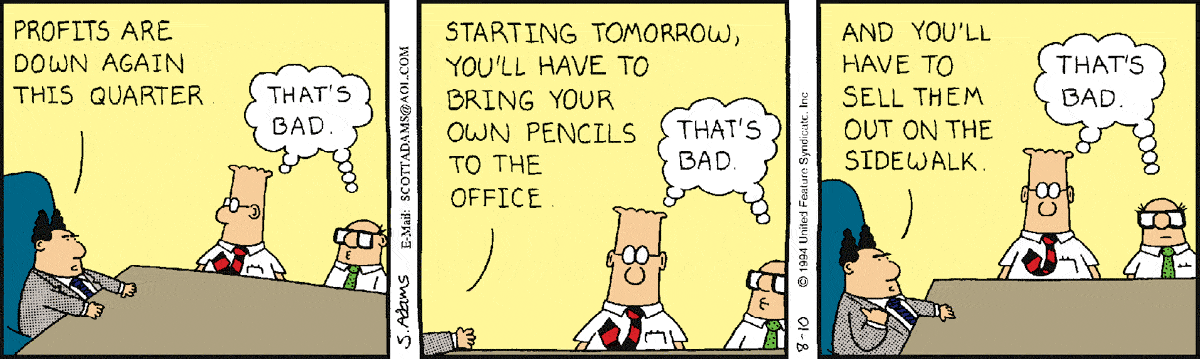 PROFITS ARE
DOWN AGAIN
THIS QUARTER.
THAT'S
BAD.
S. Adams
E-Mail: SCOTTADAMS@AOL.COM
STARTING TOMORROW,
YOU'LL HAVE TO
BRING YOUR
OWN PENCILS
TO THE
OFFICE.
THAT'S
BAD.
8-10
© 1994 United Feature Syndicate, Inc
AND YOU'LL
HAVE TO
SELL THEM
OUT ON THE
SIDEWALK.
THAT'S
BAD.